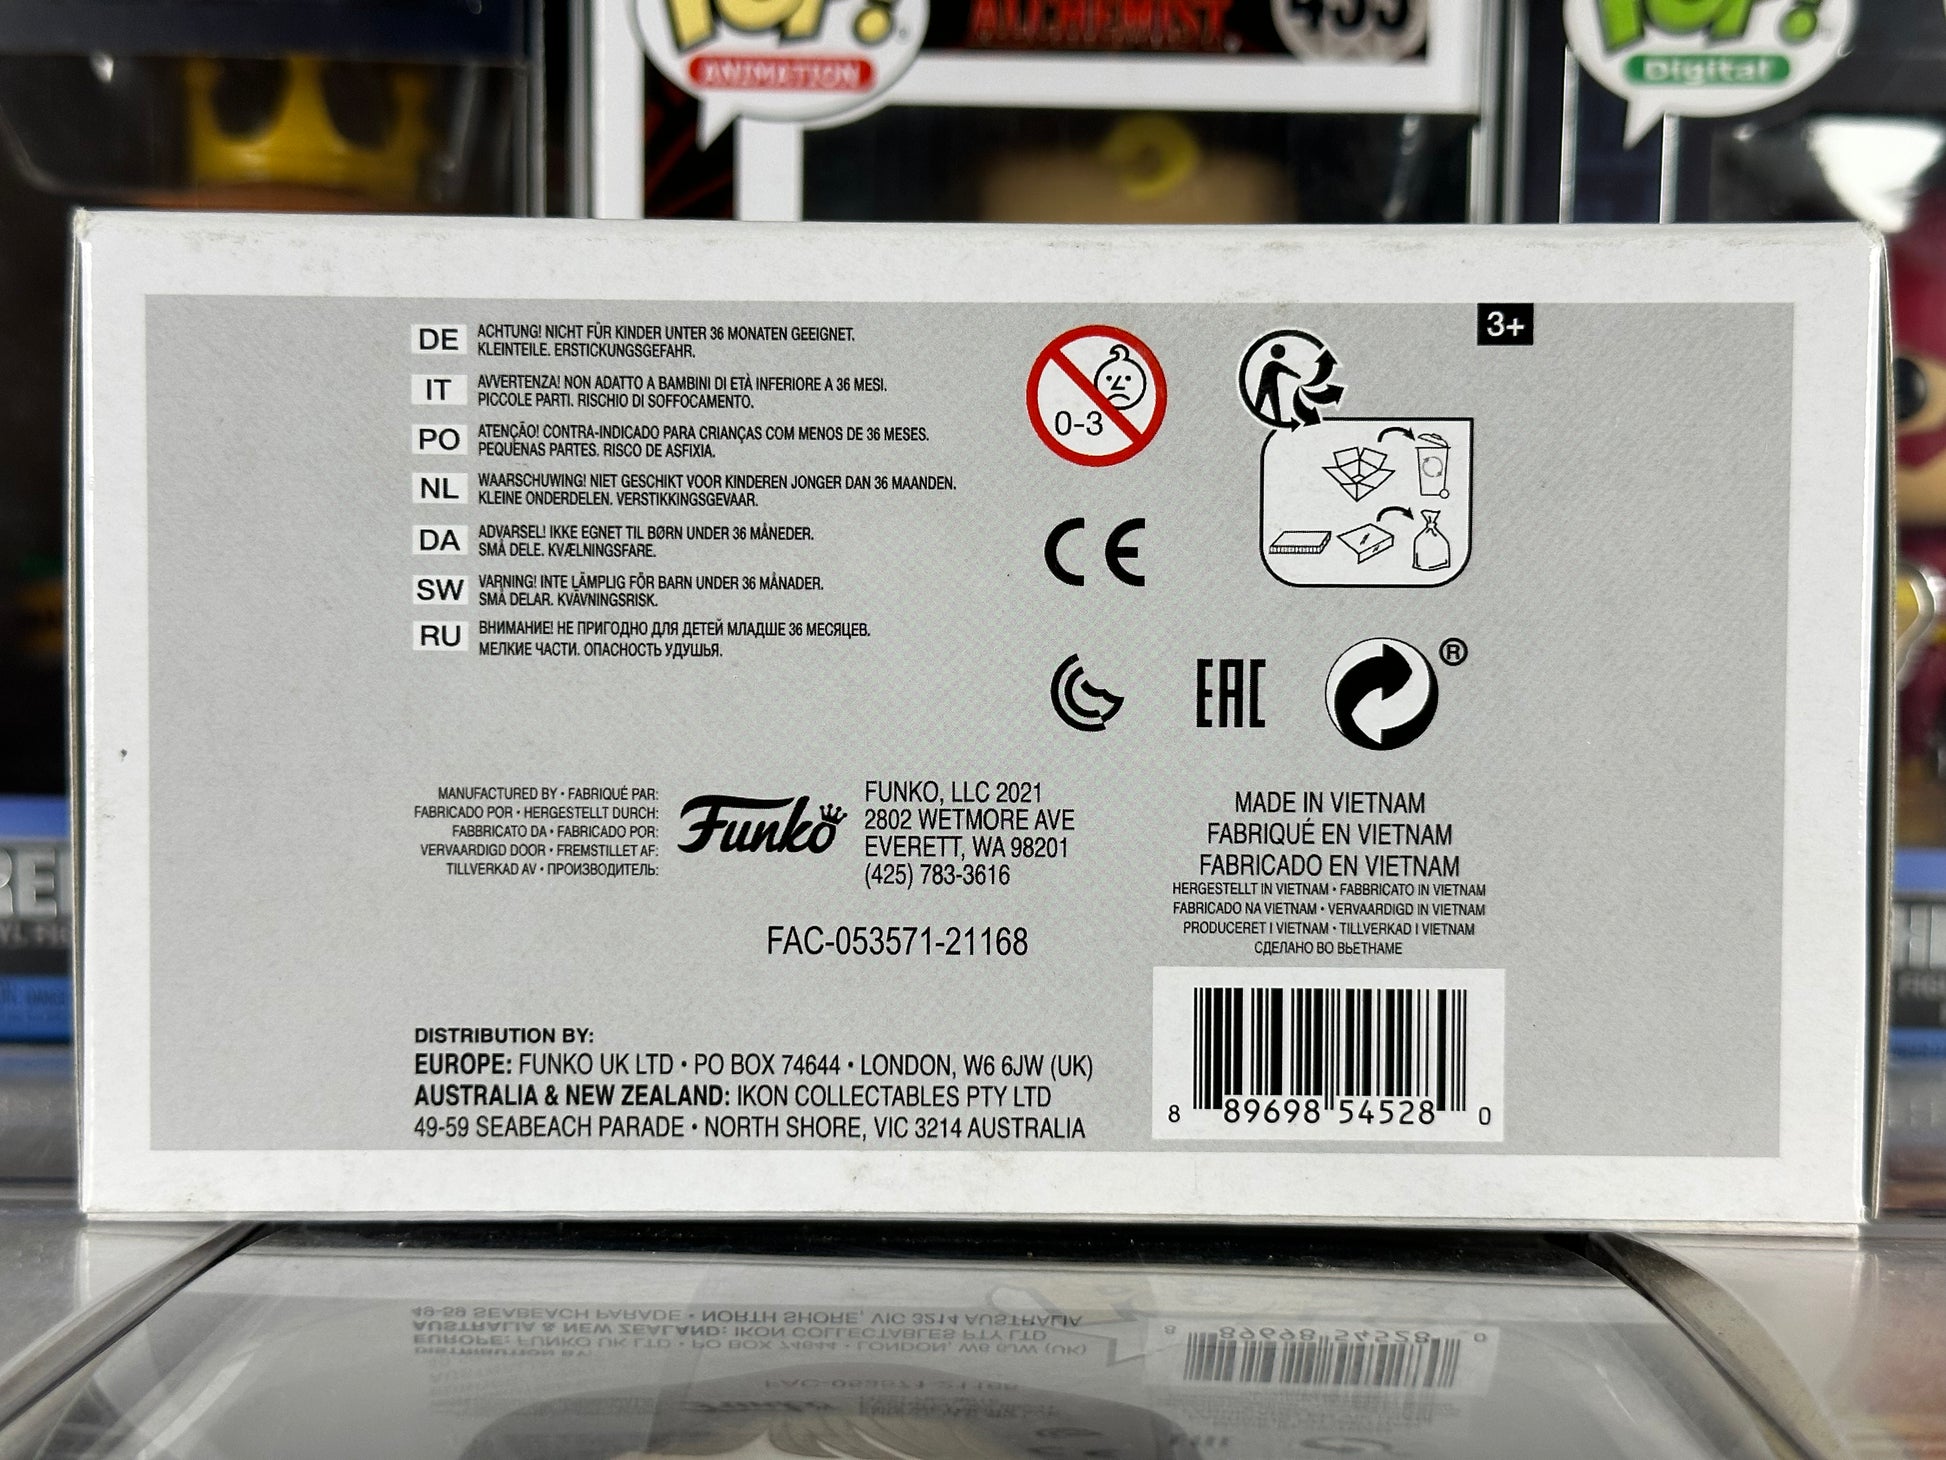 POP!
ANIMATION
ALCHEMIST
POP!
Digital
3+
DE ACHTUNG! NICHT FÜR KINDER UNTER 36 MONATEN GEEIGNET.
KLEINTEILE. ERSTICKUNGSGEFAHR.
IT AVVERTENZA! NON ADATTO A BAMBINI DI ETÀ INFERIORE A 36 MESI.
PICCOLE PARTI. RISCHIO DI SOFFOCAMENTO.
PO ATENÇÃO! CONTRA-INDICADO PARA CRIANÇAS COM MENOS DE 36 MESES.
PEQUENAS PARTES. RISCO DE ASFIXIA.
NL WAARSCHUWING! NIET GESCHIKT VOOR KINDEREN JONGER DAN 36 MAANDEN.
KLEINE ONDERDELEN. VERSTIKKINGSGEVAAR.
DA ADVARSEL! IKKE EGNET TIL BØRN UNDER 36 MÅNEDER.
SMÅ DELE. KVÆLNINGSFARE.
SW VARNING! INTE LÄMPLIG FÖR BARN UNDER 36 MÅNADER.
SMÅ DELAR. KVÄVNINGSRISK.
RU ВНИМАНИЕ! НЕ ПРИГОДНО ДЛЯ ДЕТЕЙ МЛАДШЕ 36 МЕСЯЦЕВ.
МЕЛКИЕ ЧАСТИ. ОПАСНОСТЬ УДУШЬЯ.
0-3
CE
EAC
®
MANUFACTURED BY • FABRIQUÉ PAR:
FABRICADO POR • HERGESTELLT DURCH:
FABBRICATO DA • FABRICADO POR:
VERVAARDIGD DOOR • FREMSTILLET AF:
TILLVERKAD AV • ПРОИЗВОДИТЕЛЬ:
Funko
FUNKO, LLC 2021
2802 WETMORE AVE
EVERETT, WA 98201
(425) 783-3616
FAC-053571-21168
MADE IN VIETNAM
FABRIQUÉ EN VIETNAM
FABRICADO EN VIETNAM
HERGESTELLT IN VIETNAM • FABBRICATO IN VIETNAM
FABRICADO NA VIETNAM • VERVAARDIGD IN VIETNAM
PRODUCERET I VIETNAM • TILLVERKAD I VIETNAM
СДЕЛАНО ВО ВЬЕТНАМЕ
DISTRIBUTION BY:
EUROPE: FUNKO UK LTD • PO BOX 74644 • LONDON, W6 6JW (UK)
AUSTRALIA & NEW ZEALAND: IKON COLLECTABLES PTY LTD
49-59 SEABEACH PARADE • NORTH SHORE, VIC 3214 AUSTRALIA
8 89698 54528 0